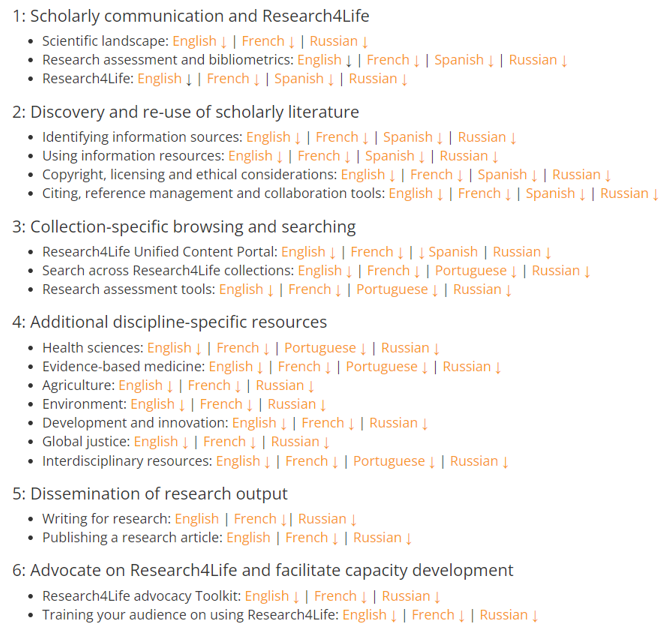 1: Scholarly communication and Research4Life
• Scientific landscape: English ↓ | French ↓ | Russian ↓
• Research assessment and bibliometrics: English ↓ | French ↓ | Spanish ↓ | Russian ↓
• Research4Life: English ↓ | French ↓ | Spanish ↓ | Russian ↓
2: Discovery and re-use of scholarly literature
• Identifying information sources: English ↓ | French ↓ | Spanish ↓ | Russian ↓
• Using information resources: English ↓ | French ↓ | Spanish ↓ | Russian ↓
• Copyright, licensing and ethical considerations: English ↓ | French ↓ | Spanish ↓ | Russian ↓
• Citing, reference management and collaboration tools: English ↓ | French ↓ | Spanish ↓ | Russian ↓
3: Collection-specific browsing and searching
• Research4Life Unified Content Portal: English ↓ | French ↓ | ↓ Spanish | Russian ↓
• Search across Research4Life collections: English ↓ | French ↓ | Portuguese ↓ | Russian ↓
• Research assessment tools: English ↓ | French ↓ | Portuguese ↓ | Russian ↓
4: Additional discipline-specific resources
• Health sciences: English ↓ | French ↓ | Portuguese ↓ | Russian ↓
• Evidence-based medicine: English ↓ | French ↓ | Portuguese ↓ | Russian ↓
• Agriculture: English ↓ | French ↓ | Russian ↓
• Environment: English ↓ | French ↓ | Russian ↓
• Development and innovation: English ↓ | French ↓ | Russian ↓
• Global justice: English ↓ | French ↓ | Russian ↓
• Interdisciplinary resources: English ↓ | French ↓ | Portuguese ↓ | Russian ↓
5: Dissemination of research output
• Writing for research: English | French ↓| Russian ↓
• Publishing a research article: English | French ↓ | Russian ↓
6: Advocate on Research4Life and facilitate capacity development
• Research4Life advocacy Toolkit: English ↓ | French ↓ | Russian ↓
• Training your audience on using Research4Life: English ↓ | French ↓ | Russian ↓